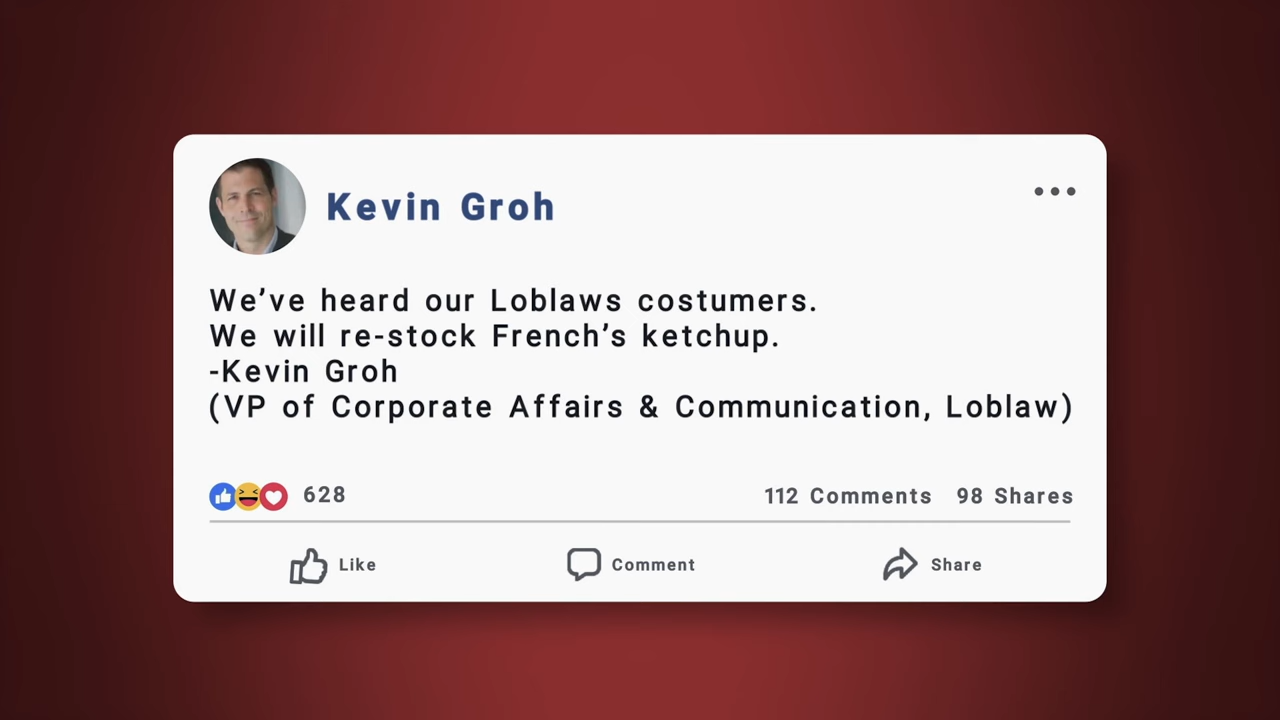 Kevin Groh
We’ve heard our Loblaws costumers.
We will re-stock French’s ketchup.
-Kevin Groh
(VP of Corporate Affairs & Communication, Loblaw)
628
112 Comments 98 Shares
Like Comment Share